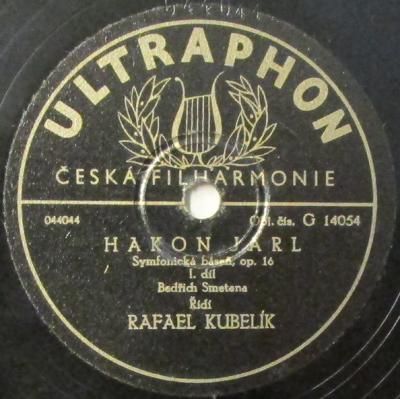 044044
ULTRAPHON
ČESKÁ FILHARMONIE
044044
Obj. čís. G 14054
HAKON JARL
Symfonická báseň, op. 16
I. díl
Bedřich Smetana
Řídí
RAFAEL KUBELÍK